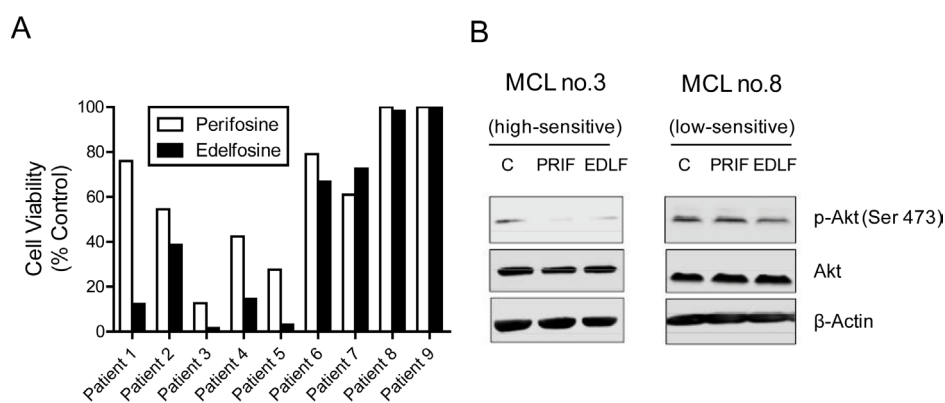 A
Cell Viability
(% Control)
100
80
60
40
20
0
Perifosine
Edelfosine
Patient 1
Patient 2
Patient 3
Patient 4
Patient 5
Patient 6
Patient 7
Patient 8
Patient 9
B
MCL no.3
(high-sensitive)
C PRIF EDLF
MCL no.8
(low-sensitive)
C PRIF EDLF
p-Akt (Ser 473)
Akt
β-Actin